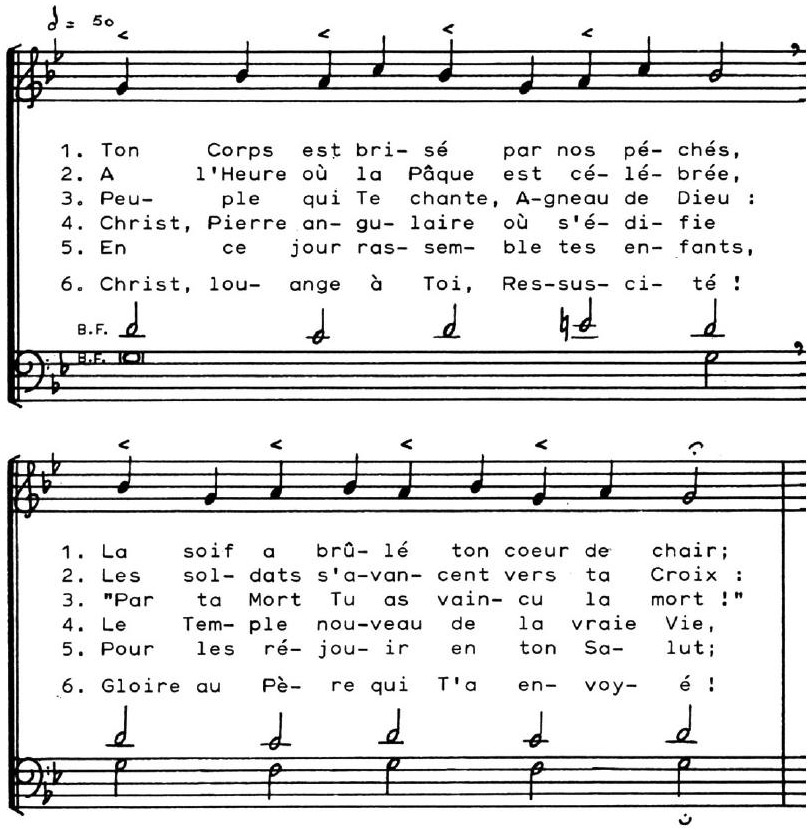 = 50
1. Ton Corps est bri- sé par nos pé- chés,
2. A l'Heure où la Pâque est cé- lé- brée,
3. Peu- ple qui Te chante, A-gneau de Dieu :
4. Christ, Pierre an- gu- laire où s'é- di- fie
5. En ce jour ras- sem- ble tes en- fants,
6. Christ, lou- ange à Toi, Res-sus- ci- té !
B.F.
B.F.
1. La soif a brû- lé ton coeur de chair;
2. Les sol- dats s'a-van- cent vers ta Croix :
3. "Par ta Mort Tu as vain- cu la mort !"
4. Le Tem- ple nou-veau de la vraie Vie,
5. Pour les ré- jou- ir en ton Sa- lut;
6. Gloire au Pè- re qui T'a en- voy- é !